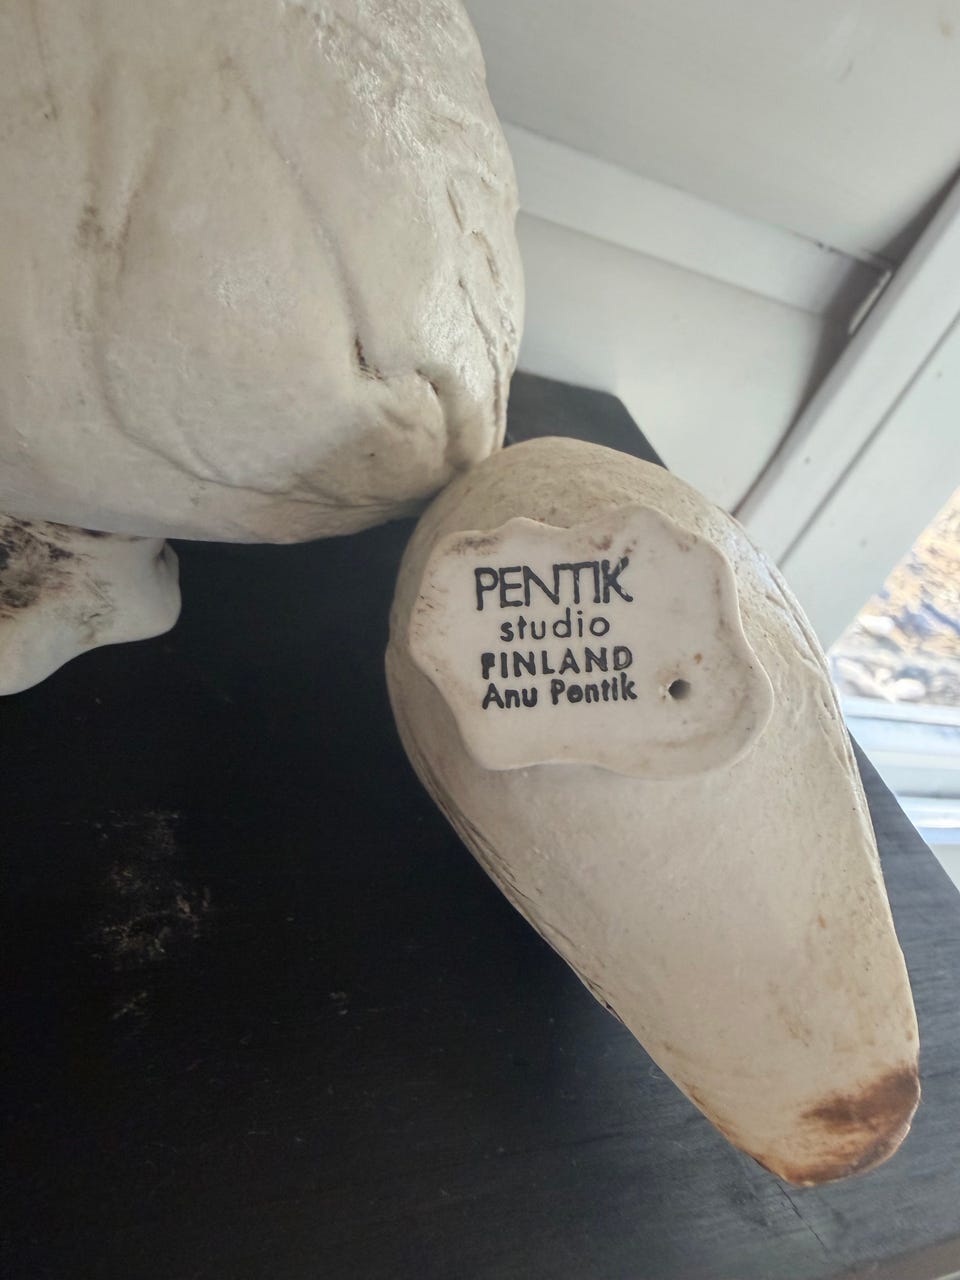 PENTIK
studio
FINLAND
Anu Pentik